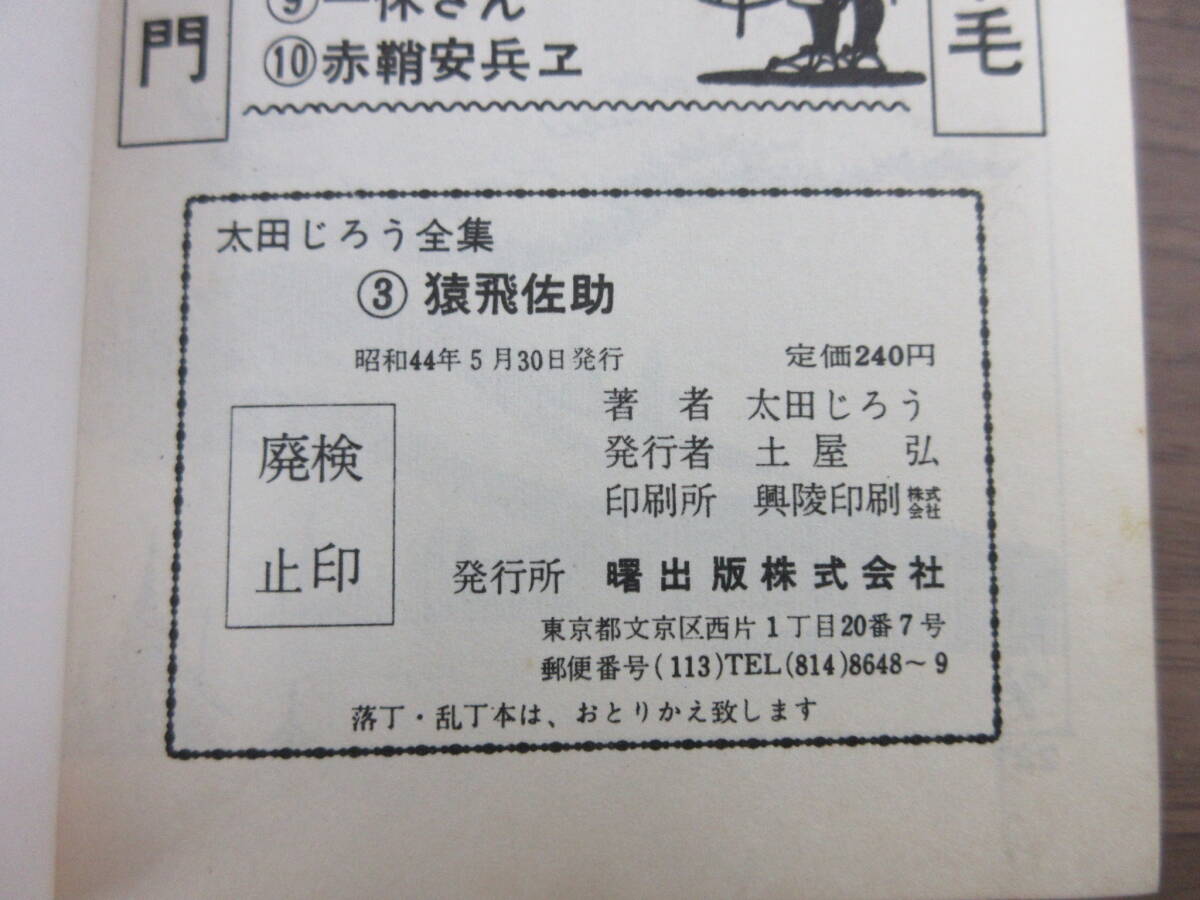 ⑨一休さん
⑩赤鞘安兵ヱ
門
毛
太田じろう全集
③ 猿飛佐助
昭和44年5月30日発行 定価240円
著者 太田じろう
発行者 土屋弘
印刷所 興陵印刷株式会社
検印
廃止
発行所 曙出版株式会社
東京都文京区西片1丁目20番7号
郵便番号(113)TEL(814)8648〜9
落丁・乱丁本は、おとりかえ致します